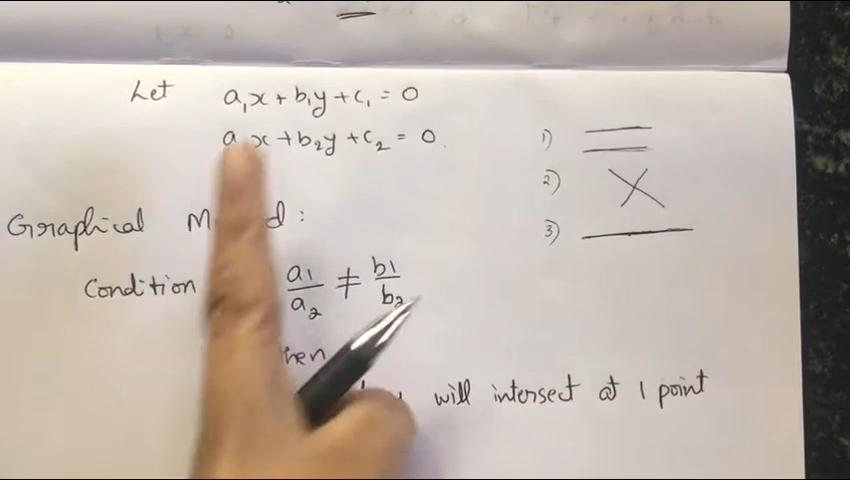 Let a₁x + b₁y + c₁ = 0
a x + b₂y + c₂ = 0
1)
2)
3)
Graphical :
Condition a₁/a₂ ≠ b₁/b₂
will intersect at 1 point